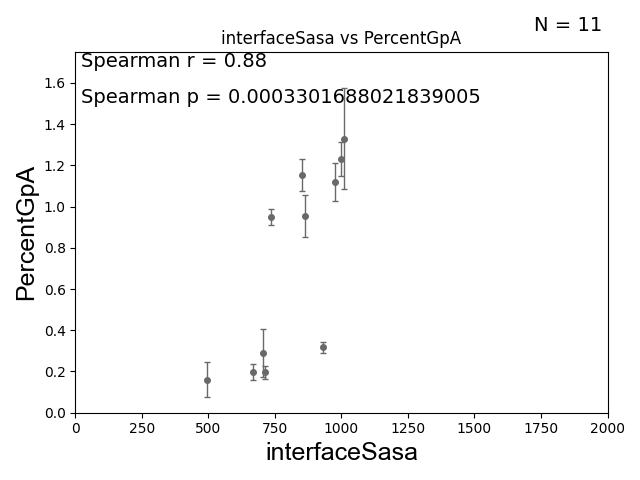 N = 11
interfaceSasa vs PercentGpA
Spearman r = 0.88
Spearman p = 0.0003301688021839005
PercentGpA
1.6
1.4
1.2
1.0
0.8
0.6
0.4
0.2
0.0
0 250 500 750 1000 1250 1500 1750 2000
interfaceSasa